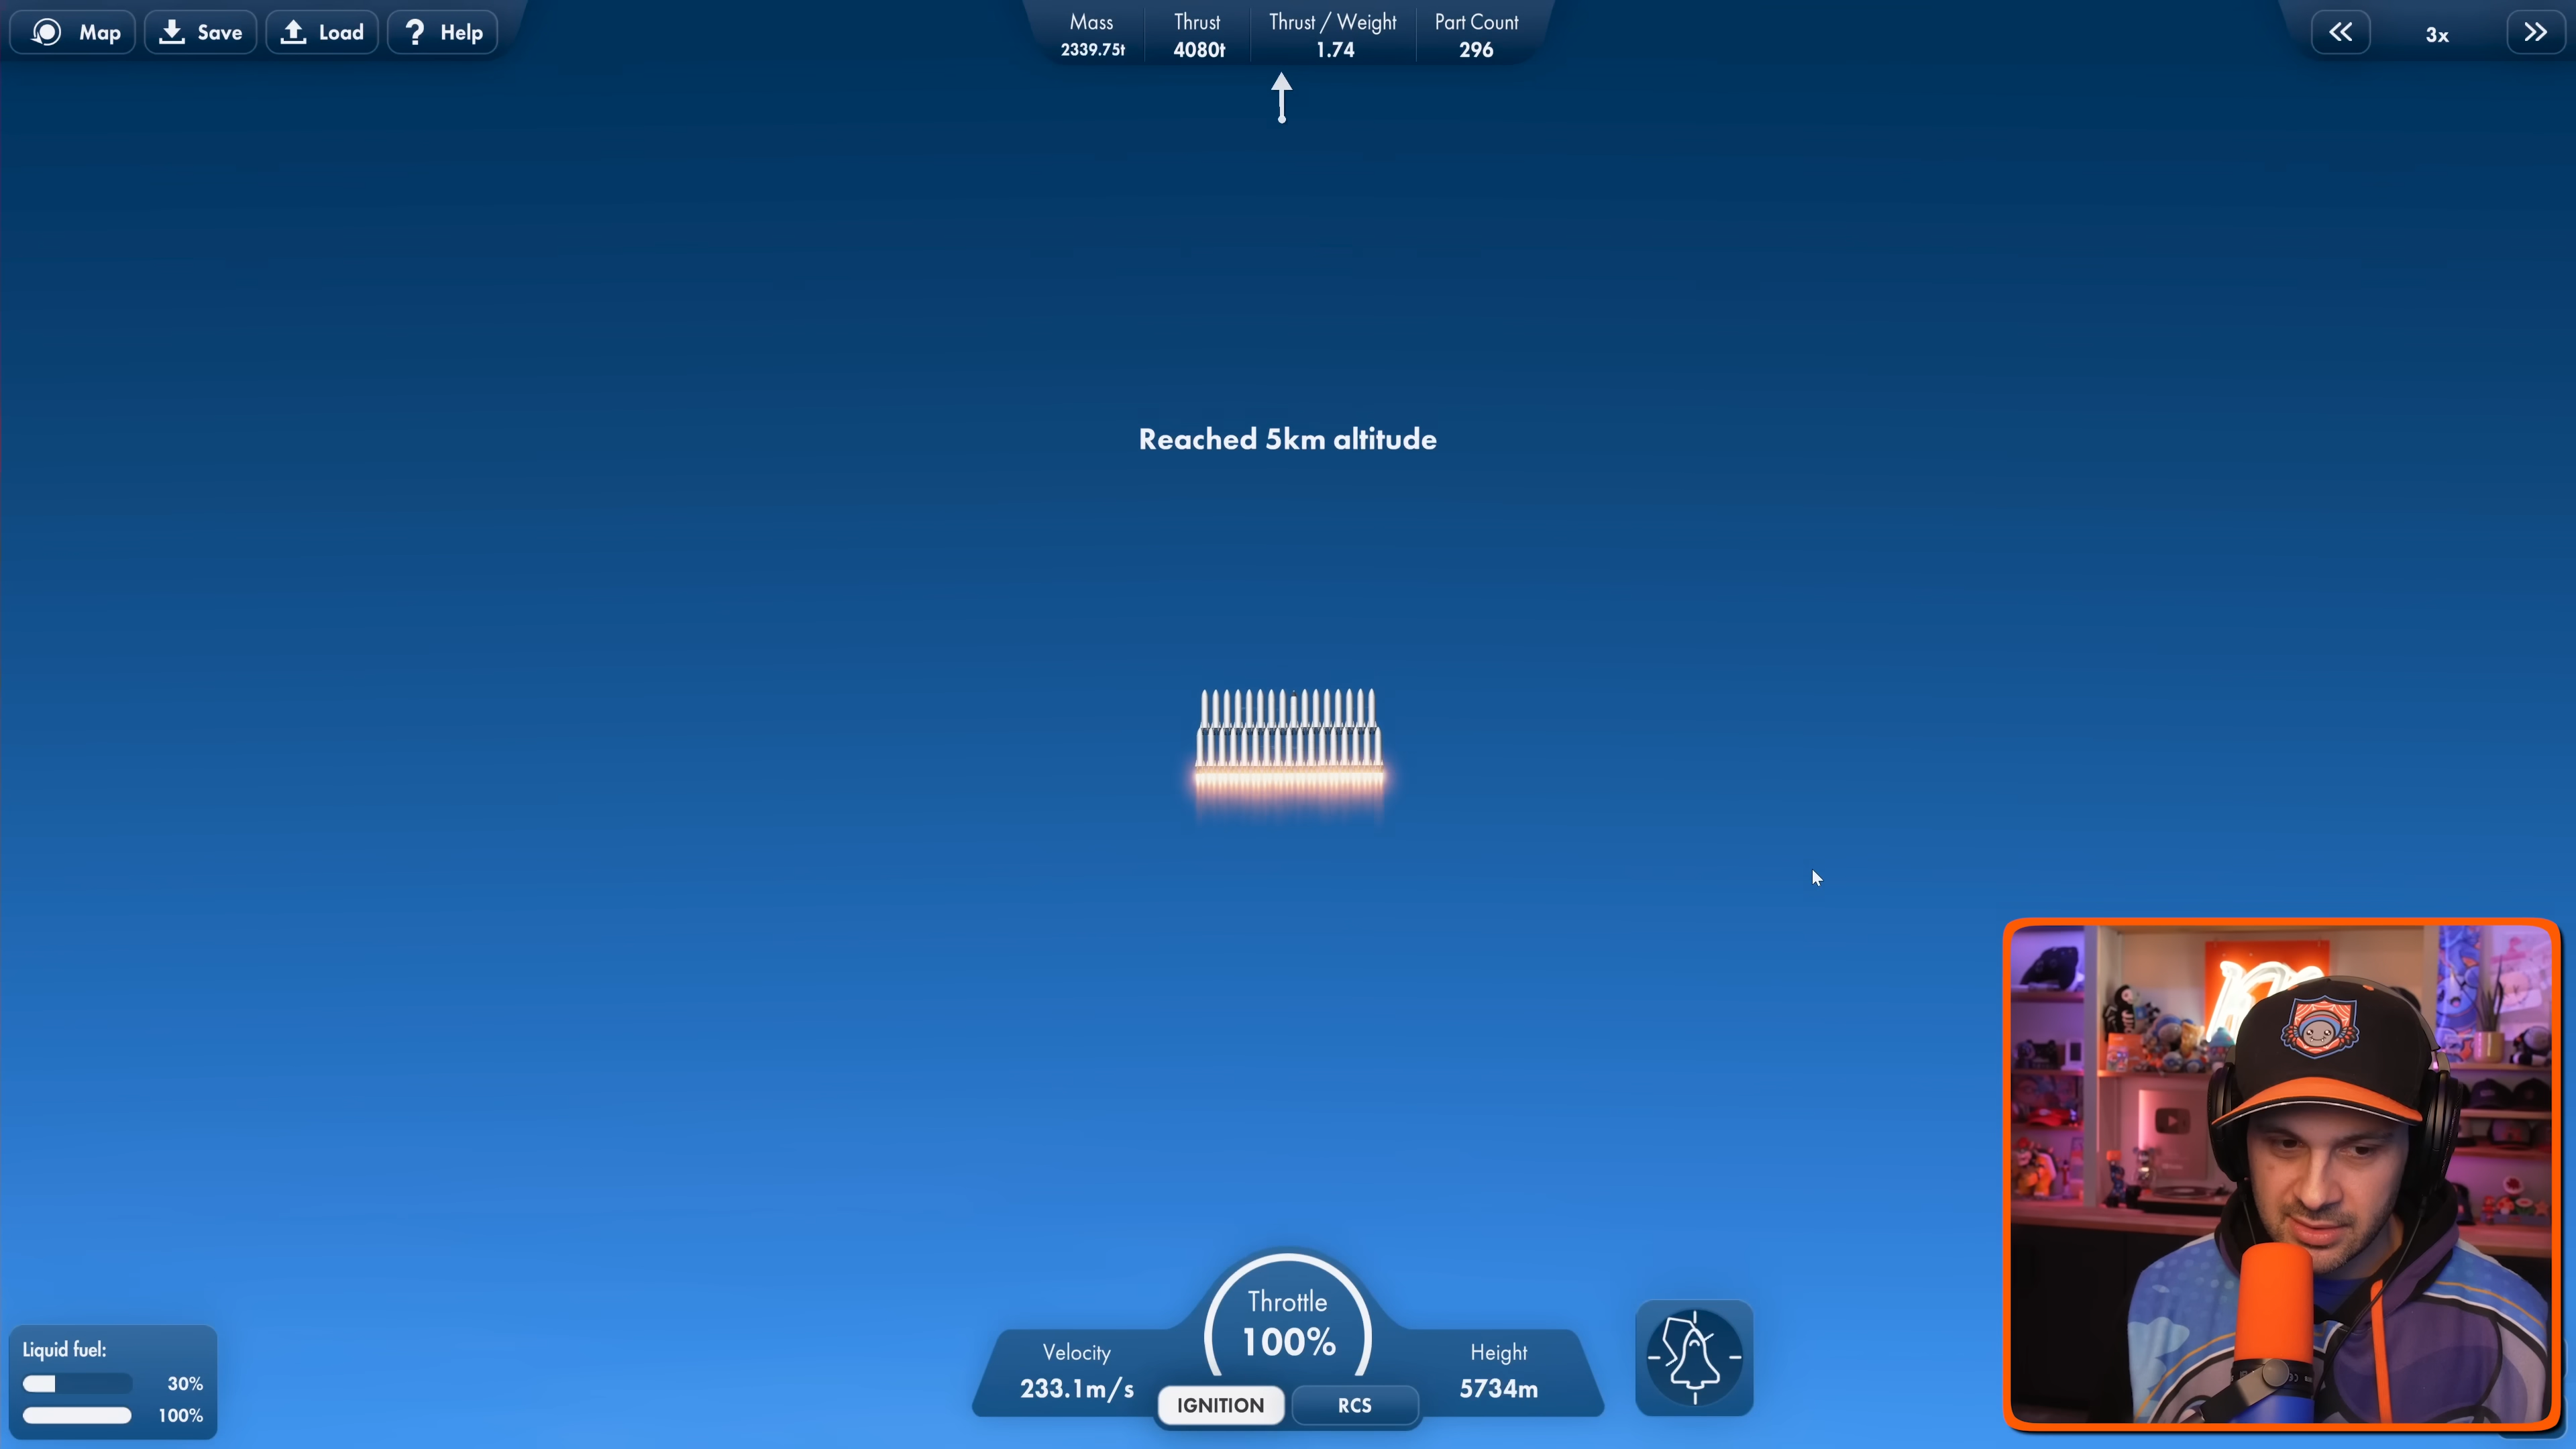 Map
Save
Load
Help
Mass
2339.75t
Thrust
4080t
Thrust / Weight
1.74
Part Count
296
3x
Reached 5km altitude
Liquid fuel:
30%
100%
Velocity
233.1m/s
Throttle
100%
IGNITION
RCS
Height
5734m